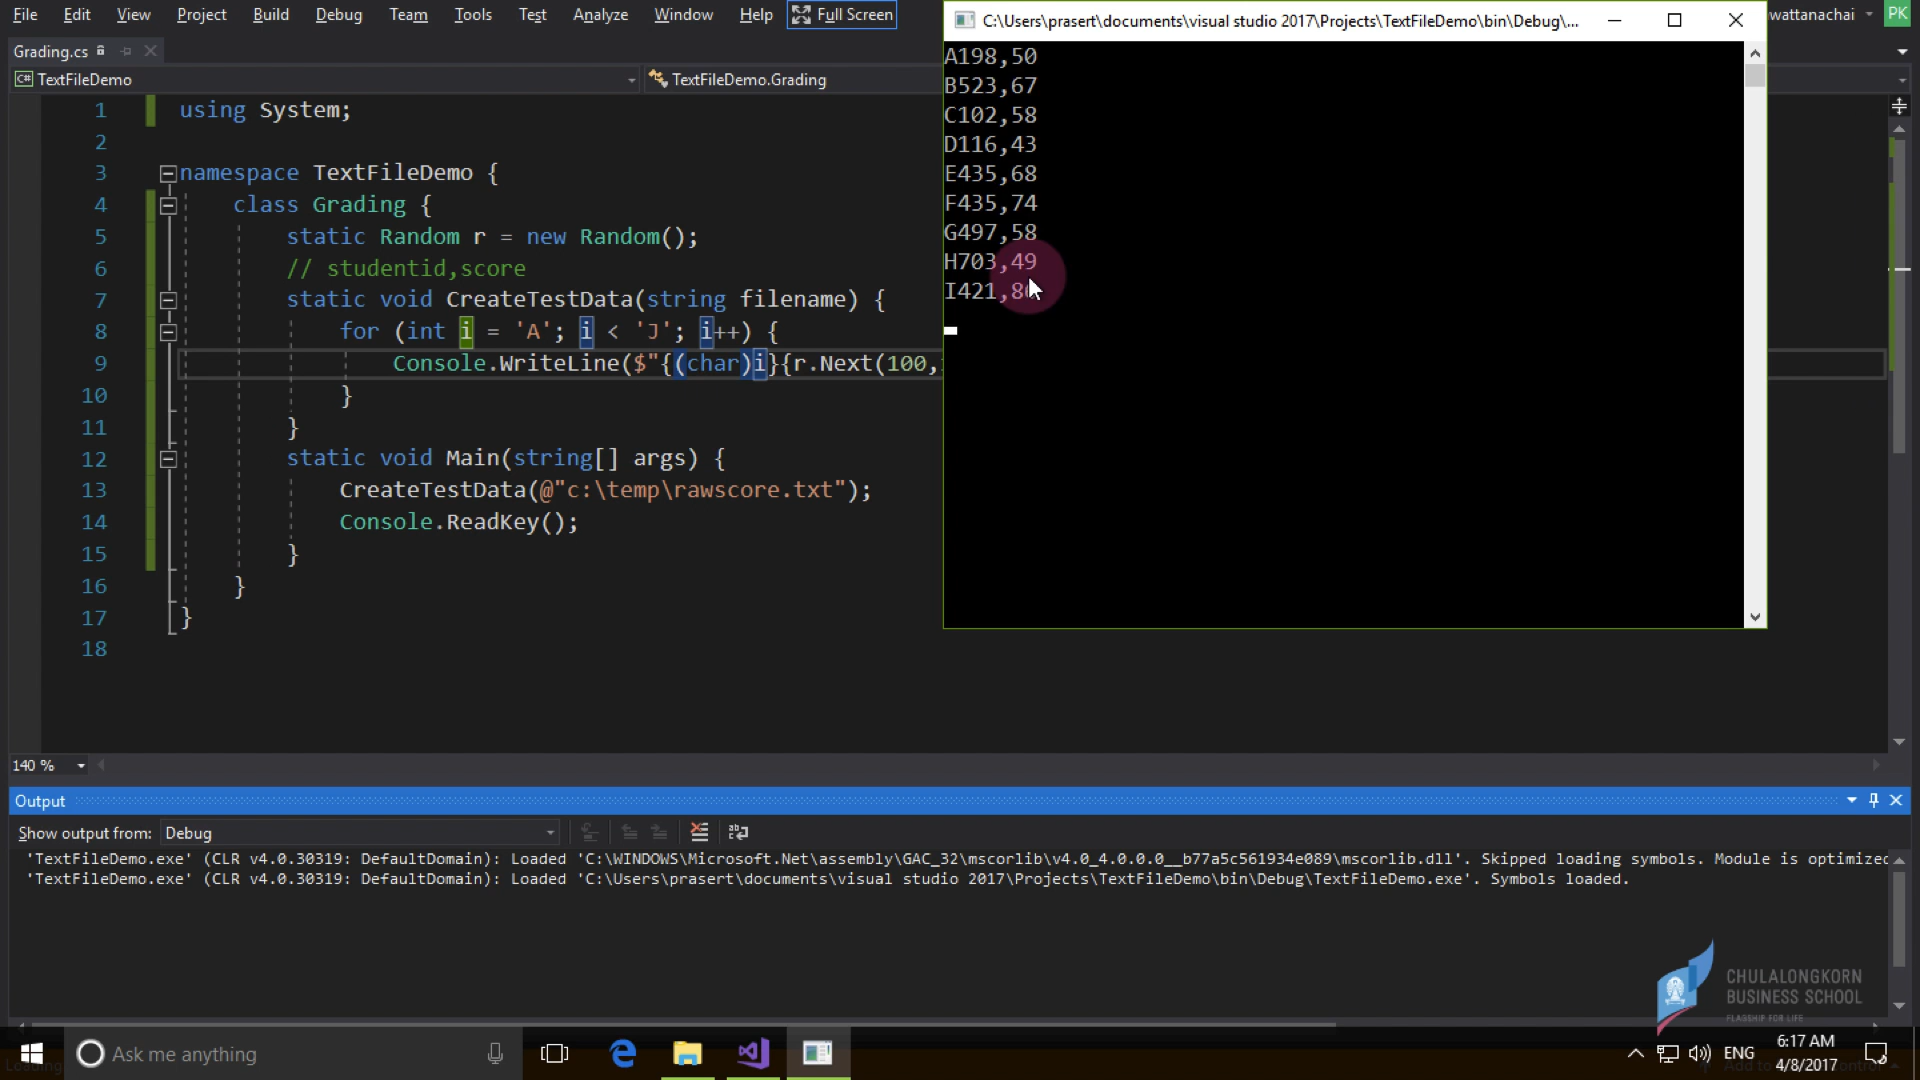 File Edit View Project Build Debug Team Tools Test Analyze Window Help Full Screen
C:\Users\prasert\documents\visual studio 2017\Projects\TextFileDemo\bin\Debug\...
wattanachai PK
Grading.cs
C# TextFileDemo
TextFileDemo.Grading
1 using System;
2
3 namespace TextFileDemo {
4 class Grading {
5 static Random r = new Random();
6 // studentid,score
7 static void CreateTestData(string filename) {
8 for (int i = 'A'; i < 'J'; i++) {
9 Console.WriteLine($"{(char)i}{r.Next(100,
10 }
11 }
12 static void Main(string[] args) {
13 CreateTestData(@"c:\temp\rawscore.txt");
14 Console.ReadKey();
15 }
16 }
17 }
18
A198,50
B523,67
C102,58
D116,43
E435,68
F435,74
G497,58
H703,49
I421,8
140 %
Output
Show output from: Debug
'TextFileDemo.exe' (CLR v4.0.30319: DefaultDomain): Loaded 'C:\WINDOWS\Microsoft.Net\assembly\GAC_32\mscorlib\v4.0_4.0.0.0__b77a5c561934e089\mscorlib.dll'. Skipped loading symbols. Module is optimized
'TextFileDemo.exe' (CLR v4.0.30319: DefaultDomain): Loaded 'C:\Users\prasert\documents\visual studio 2017\Projects\TextFileDemo\bin\Debug\TextFileDemo.exe'. Symbols loaded.
CHULALONGKORN
BUSINESS SCHOOL
FLAGSHIP FOR LIFE
Ask me anything
ENG
6:17 AM
4/8/2017